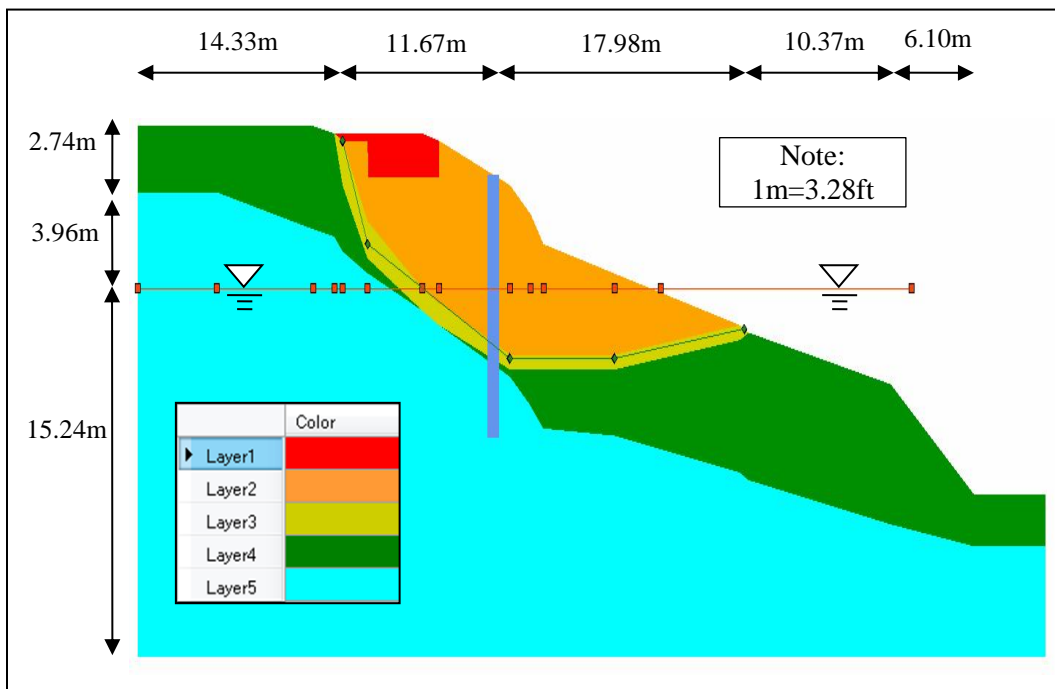 14.33m 11.67m 17.98m 10.37m 6.10m
2.74m
Note:
1m=3.28ft
3.96m
15.24m
Color
Layer1
Layer2
Layer3
Layer4
Layer5